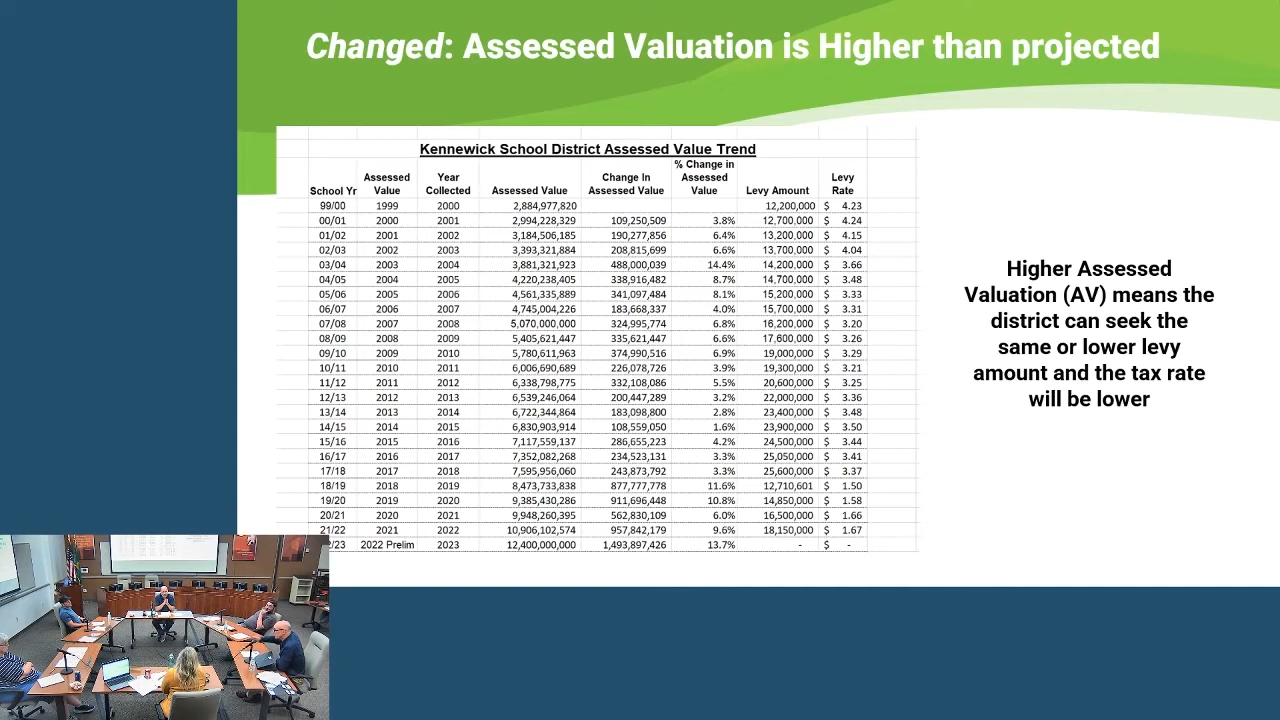 Changed: Assessed Valuation is Higher than projected
Kennewick School District Assessed Value Trend
School Yr Assessed Value Year Collected Assessed Value Change In Assessed Value % Change in Assessed Value Levy Amount Levy Rate
99/00 1999 2000 2,884,977,820 12,200,000 $ 4.23
00/01 2000 2001 2,994,228,329 109,250,509 3.8% 12,700,000 $ 4.24
01/02 2001 2002 3,184,506,185 190,277,856 6.4% 13,200,000 $ 4.15
02/03 2002 2003 3,393,321,884 208,815,699 6.6% 13,700,000 $ 4.04
03/04 2003 2004 3,881,321,923 488,000,039 14.4% 14,200,000 $ 3.66
04/05 2004 2005 4,220,238,405 338,916,482 8.7% 14,700,000 $ 3.48
05/06 2005 2006 4,561,335,889 341,097,484 8.1% 15,200,000 $ 3.33
06/07 2006 2007 4,745,004,226 183,668,337 4.0% 15,700,000 $ 3.31
07/08 2007 2008 5,070,000,000 324,995,774 6.8% 16,200,000 $ 3.20
08/09 2008 2009 5,405,621,447 335,621,447 6.6% 17,600,000 $ 3.26
09/10 2009 2010 5,780,611,963 374,990,516 6.9% 19,000,000 $ 3.29
10/11 2010 2011 6,006,690,689 226,078,726 3.9% 19,300,000 $ 3.21
11/12 2011 2012 6,338,798,775 332,108,086 5.5% 20,600,000 $ 3.25
12/13 2012 2013 6,539,246,064 200,447,289 3.2% 22,000,000 $ 3.36
13/14 2013 2014 6,722,344,864 183,098,800 2.8% 23,400,000 $ 3.48
14/15 2014 2015 6,830,903,914 108,559,050 1.6% 23,900,000 $ 3.50
15/16 2015 2016 7,117,559,137 286,655,223 4.2% 24,500,000 $ 3.44
16/17 2016 2017 7,352,082,268 234,523,131 3.3% 25,050,000 $ 3.41
17/18 2017 2018 7,595,956,060 243,873,792 3.3% 25,600,000 $ 3.37
18/19 2018 2019 8,473,733,838 877,777,778 11.6% 12,710,601 $ 1.50
19/20 2019 2020 9,385,430,286 911,696,448 10.8% 14,850,000 $ 1.58
20/21 2020 2021 9,948,260,395 562,830,109 6.0% 16,500,000 $ 1.66
21/22 2021 2022 10,906,102,574 957,842,179 9.6% 18,150,000 $ 1.67
/23 2022 Prelim 2023 12,400,000,000 1,493,897,426 13.7% - $ -
Higher Assessed
Valuation (AV) means the
district can seek the
same or lower levy
amount and the tax rate
will be lower